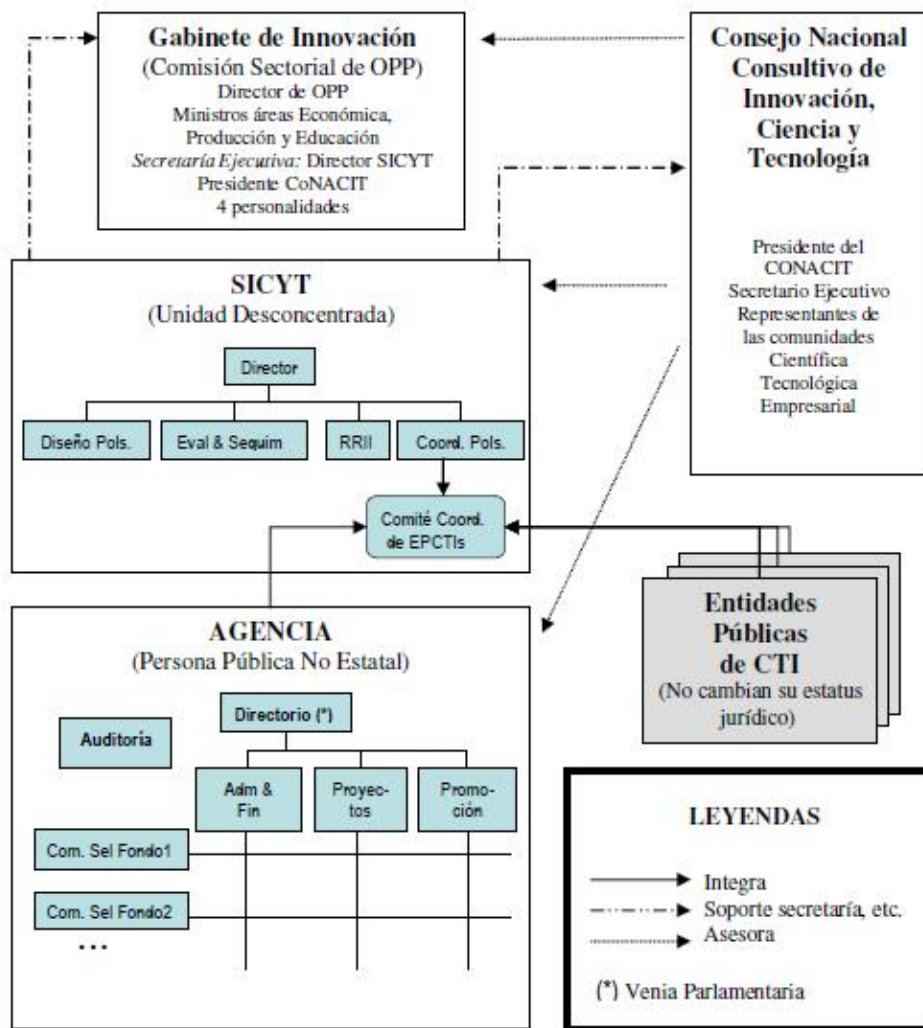 Gabinete de Innovación
(Comisión Sectorial de OPP)
Director de OPP
Ministros áreas Económica,
Producción y Educación
Secretaría Ejecutiva: Director SICYT
Presidente CoNACIT
4 personalidades
Consejo Nacional
Consultivo de
Innovación,
Ciencia y
Tecnología
Presidente del
CONACIT
Secretario Ejecutivo
Representantes de
las comunidades
Científica
Tecnológica
Empresarial
SICYT
(Unidad Desconcentrada)
Director
Diseño Pols.
Eval & Sequim
RRII
Coord. Pols.
Comité Coord.
de EPCTIs
AGENCIA
(Persona Pública No Estatal)
Auditoria
Directorio (*)
Adm &
Fin
Proyec-
tos
Promo-
ción
Com. Sel Fondo1
Com. Sel Fondo2
...
Entidades
Públicas
de CTI
(No cambian su estatus
jurídico)
LEYENDAS
Integra
Soporte secretaría, etc.
Asesora
(*) Venia Parlamentaria